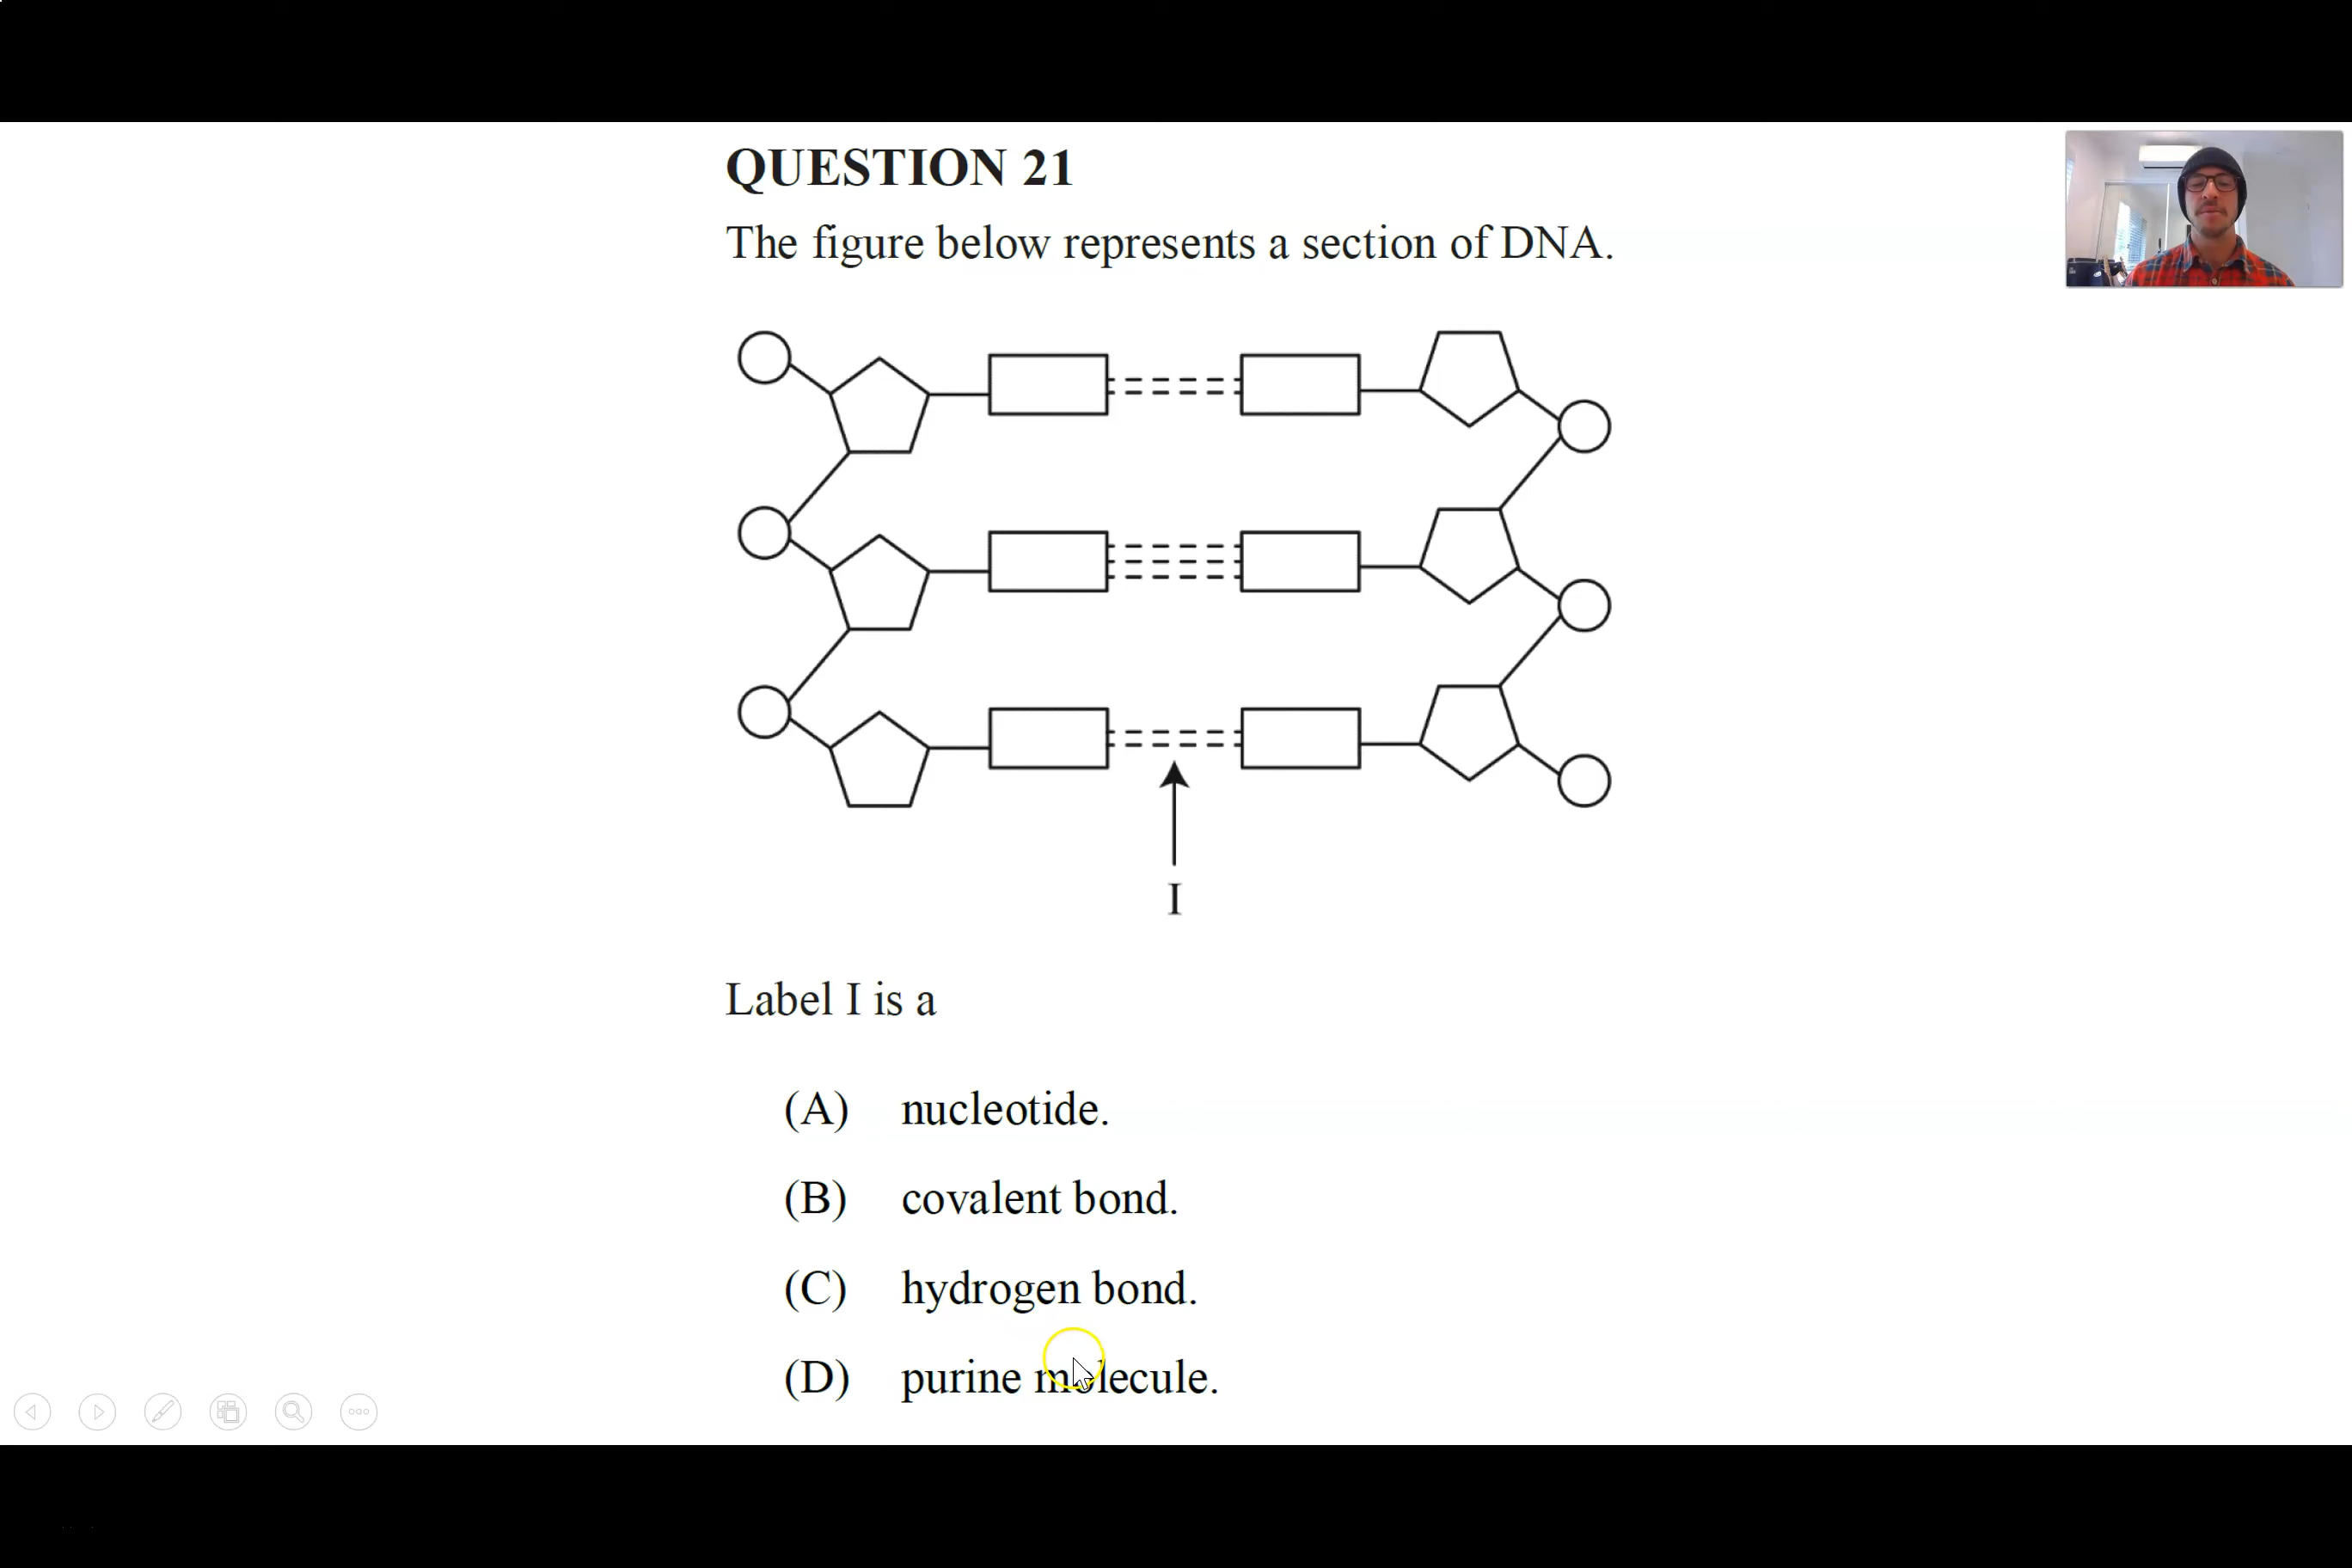 QUESTION 21
The figure below represents a section of DNA.
I
Label I is a
(A) nucleotide.
(B) covalent bond.
(C) hydrogen bond.
(D) purine molecule.